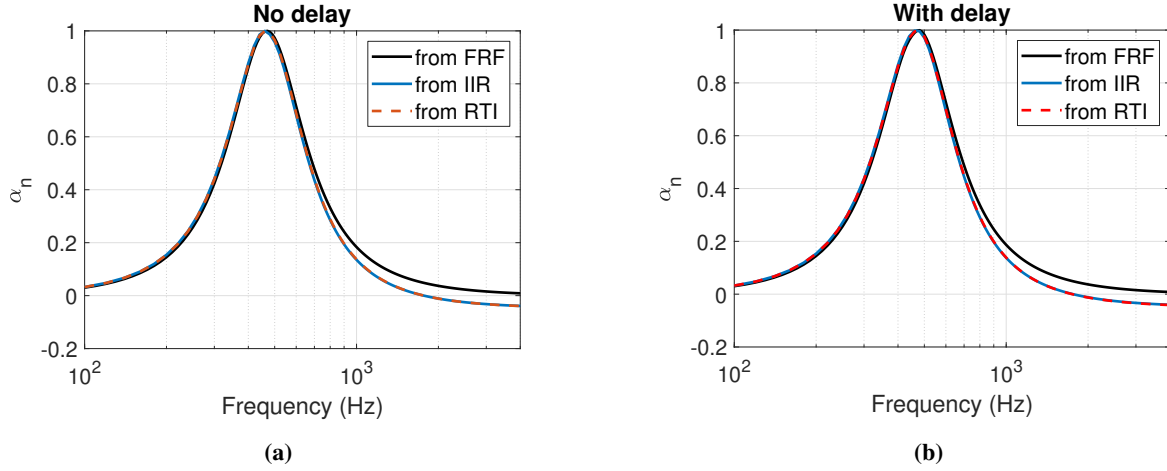 No delay
1
0.8
0.6
0.4
0.2
0
-0.2
α_n
10^2
10^3
Frequency (Hz)
from FRF
from IIR
from RTI
(a)
With delay
1
0.8
0.6
0.4
0.2
0
-0.2
α_n
10^2
10^3
Frequency (Hz)
from FRF
from IIR
from RTI
(b)